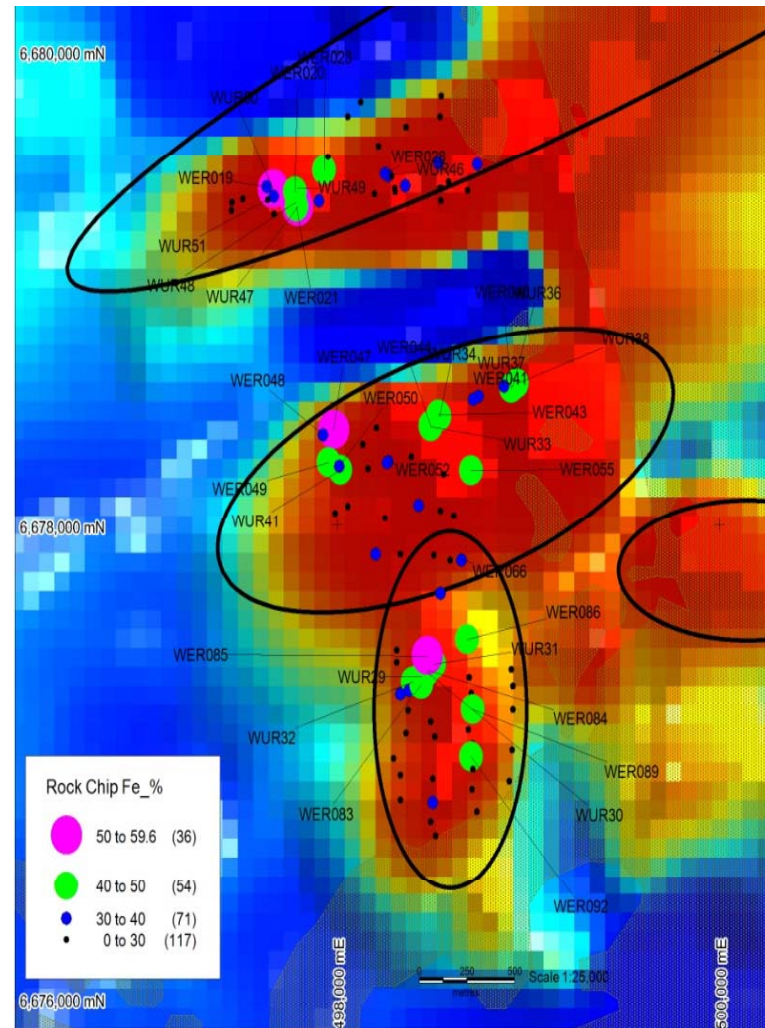 6,680,000 mN
WER020
WER019
WUR46
WUR49
WUR51
WUR48
WUR47
WER021
WUR36
WER047
WUR34
WUR37
WUR38
WER048
WER041
WER050
WER043
WUR33
WER052
WER055
WER049
WUR41
6,678,000 mN
WER066
WER086
WER085
WUR31
WUR29
WER084
WUR32
WER089
Rock Chip Fe_%
50 to 59.6 (36)
40 to 50 (54)
30 to 40 (71)
0 to 30 (117)
WER083
WUR30
WER092
498,000 mE
500,000 mE
0 250 500
metres
Scale 1:25,000
6,676,000 mN